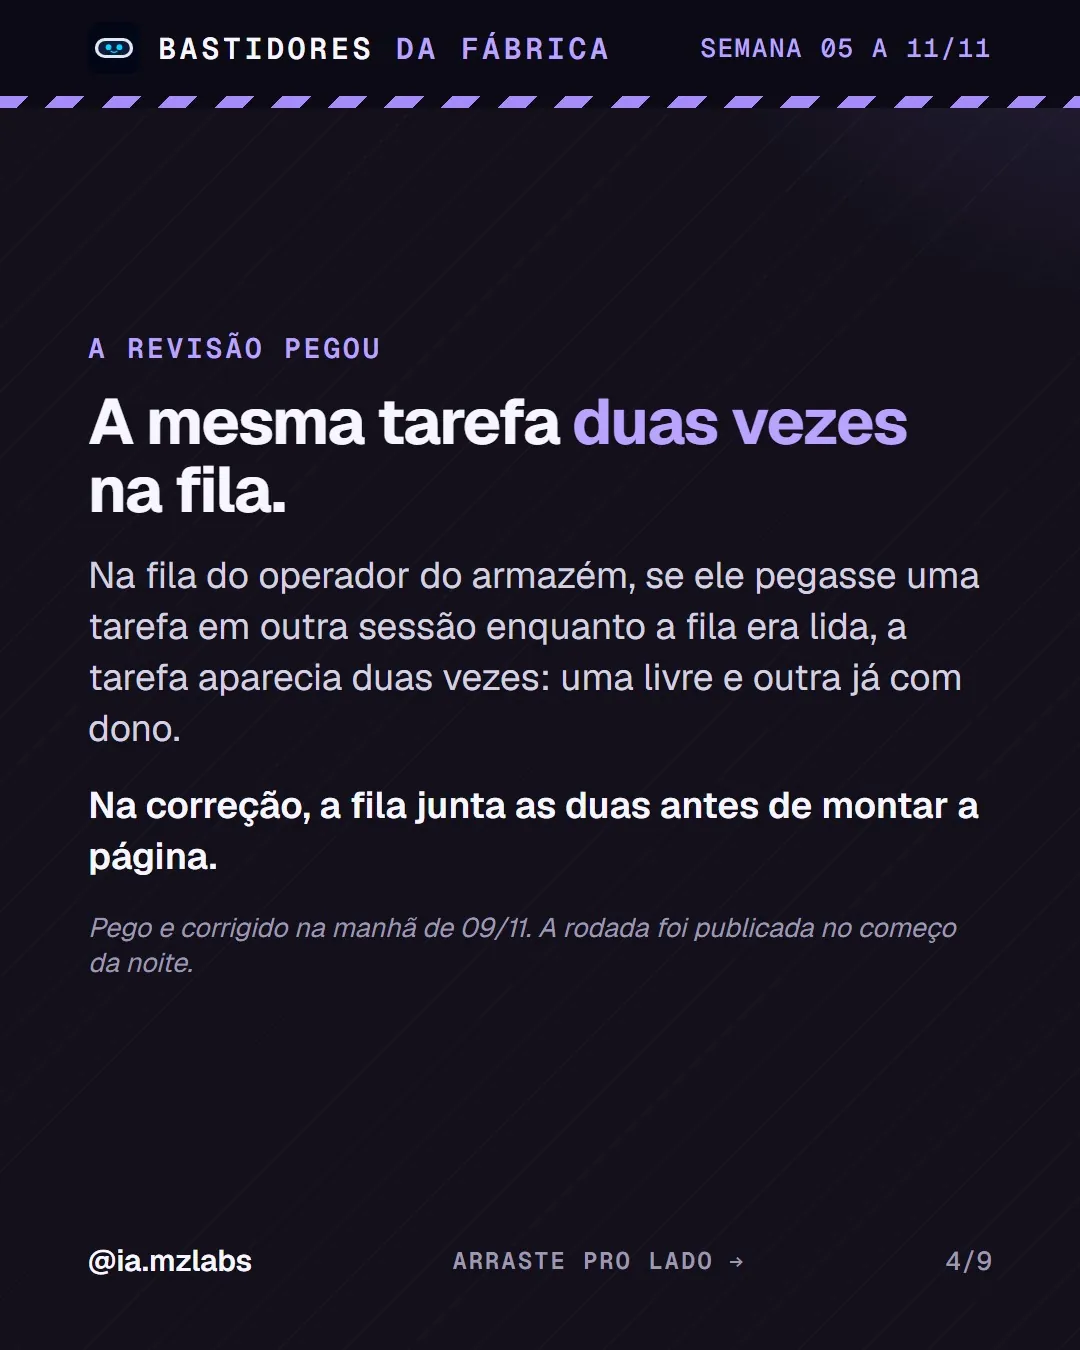 BASTIDORES DA FÁBRICA
SEMANA 05 A 11/11
A REVISÃO PEGOU
A mesma tarefa duas vezes
na fila.
Na fila do operador do armazém, se ele pegasse uma
tarefa em outra sessão enquanto a fila era lida, a
tarefa aparecia duas vezes: uma livre e outra já com
dono.
Na correção, a fila junta as duas antes de montar a
página.
Pego e corrigido na manhã de 09/11. A rodada foi publicada no começo
da noite.
@ia.mzlabs
ARRASTE PRO LADO →
4/9